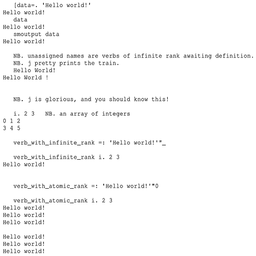 [data=. 'Hello world!'
Hello world!
data
Hello world!
smoutput data
Hello world!
NB. unassigned names are verbs of infinite rank awaiting definition.
NB. j pretty prints the train.
Hello World!
Hello World !
NB. j is glorious, and you should know this!
i. 2 3 NB. an array of integers
0 1 2
3 4 5
verb_with_infinite_rank =: 'Hello world!'"_
verb_with_infinite_rank i. 2 3
Hello world!
verb_with_atomic_rank =: 'Hello world!'"0
verb_with_atomic_rank i. 2 3
Hello world!
Hello world!
Hello world!
Hello world!
Hello world!
Hello world!